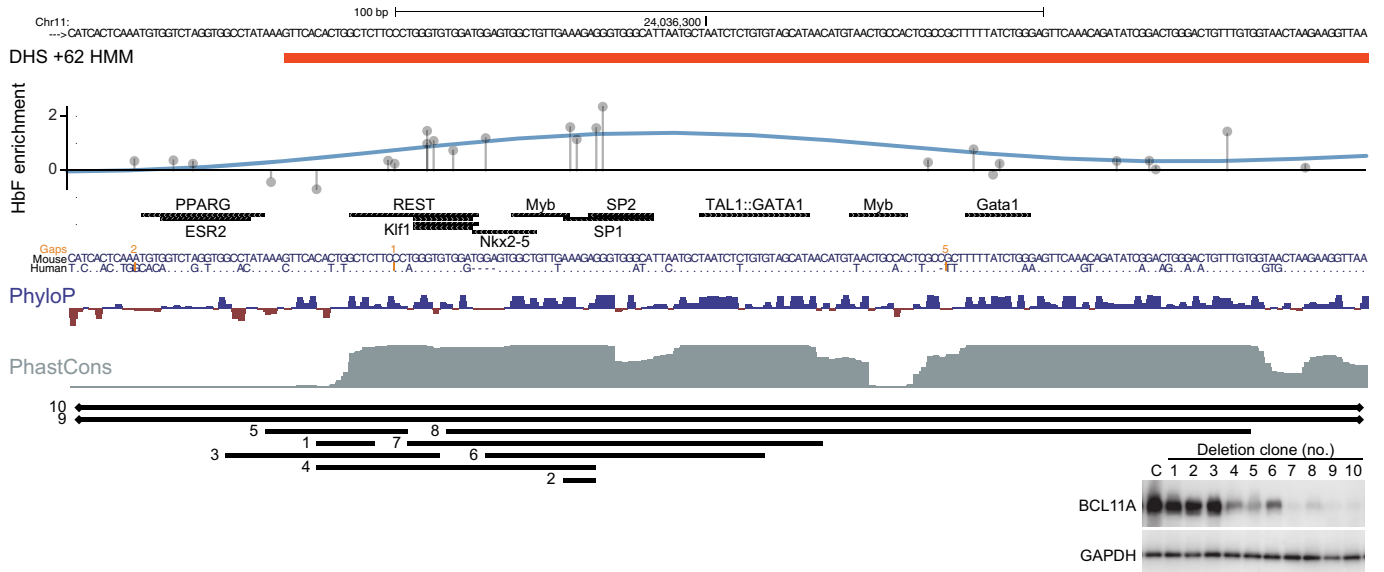 100 bp
Chr11:
24,036,300
--->
CATCACTCAAATGTGGTCTAGGTGGCCTATAAAGTTCACACTGGCTCTTCCCTGGGTGTGGATGGAGTGGCTGTTGAAAGAGGGTGGGCATTAATGCTAATCTCTGTGTAGCATAACATGTAACTGCCACTCGCCGCTTTTTATCTGGGAGTTCAAACAGATATCGGACTGGGACTGTTTGTGGTAACTAAGAAGGTTAA
DHS +62 HMM
HbF enrichment
2
0
PPARG
REST
Myb
SP2
TAL1::GATA1
Myb
Gata1
ESR2
Klf1
Nkx2-5
SP1
Gaps 2 1 5
Mouse CATCACTCAAATGTGGTCTAGGTGGCCTATAAAGTTCACACTGGCTCTTCCCTGGGTGTGGATGGAGTGGCTGTTGAAAGAGGGTGGGCATTAATGCTAATCTCTGTGTAGCATAACATGTAACTGCCACTCGCCGCTTTTTATCTGGGAGTTCAAACAGATATCGGACTGGGACTGTTTGTGGTAACTAAGAAGGTTAA
Human
PhyloP
PhastCons
10
9
5
8
1
7
3
6
4
2
Deletion clone (no.)
C 1 2 3 4 5 6 7 8 9 10
BCL11A
GAPDH